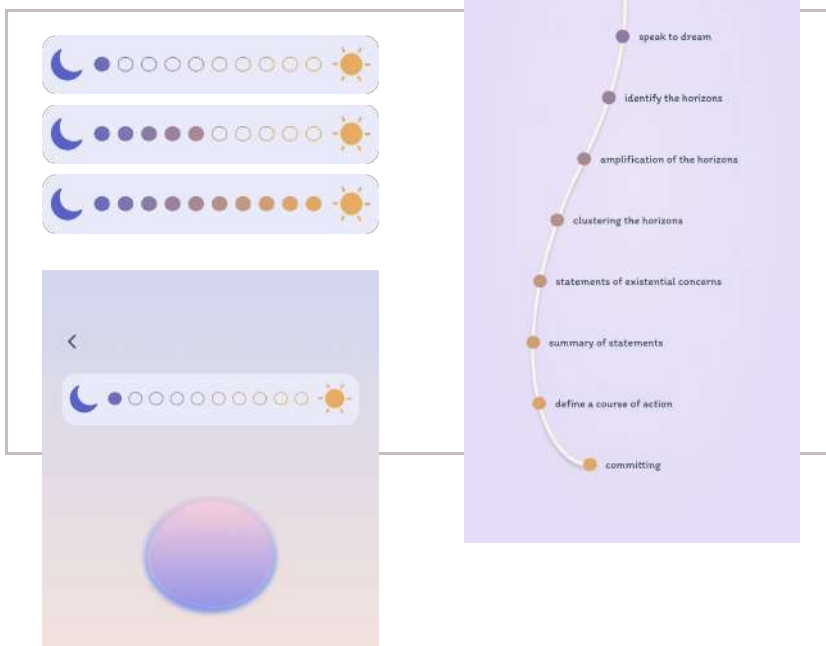 speak to dream
identify the horizons
amplification of the horizons
clustering the horizons
statements of existential concerns
summary of statements
define a course of action
committing